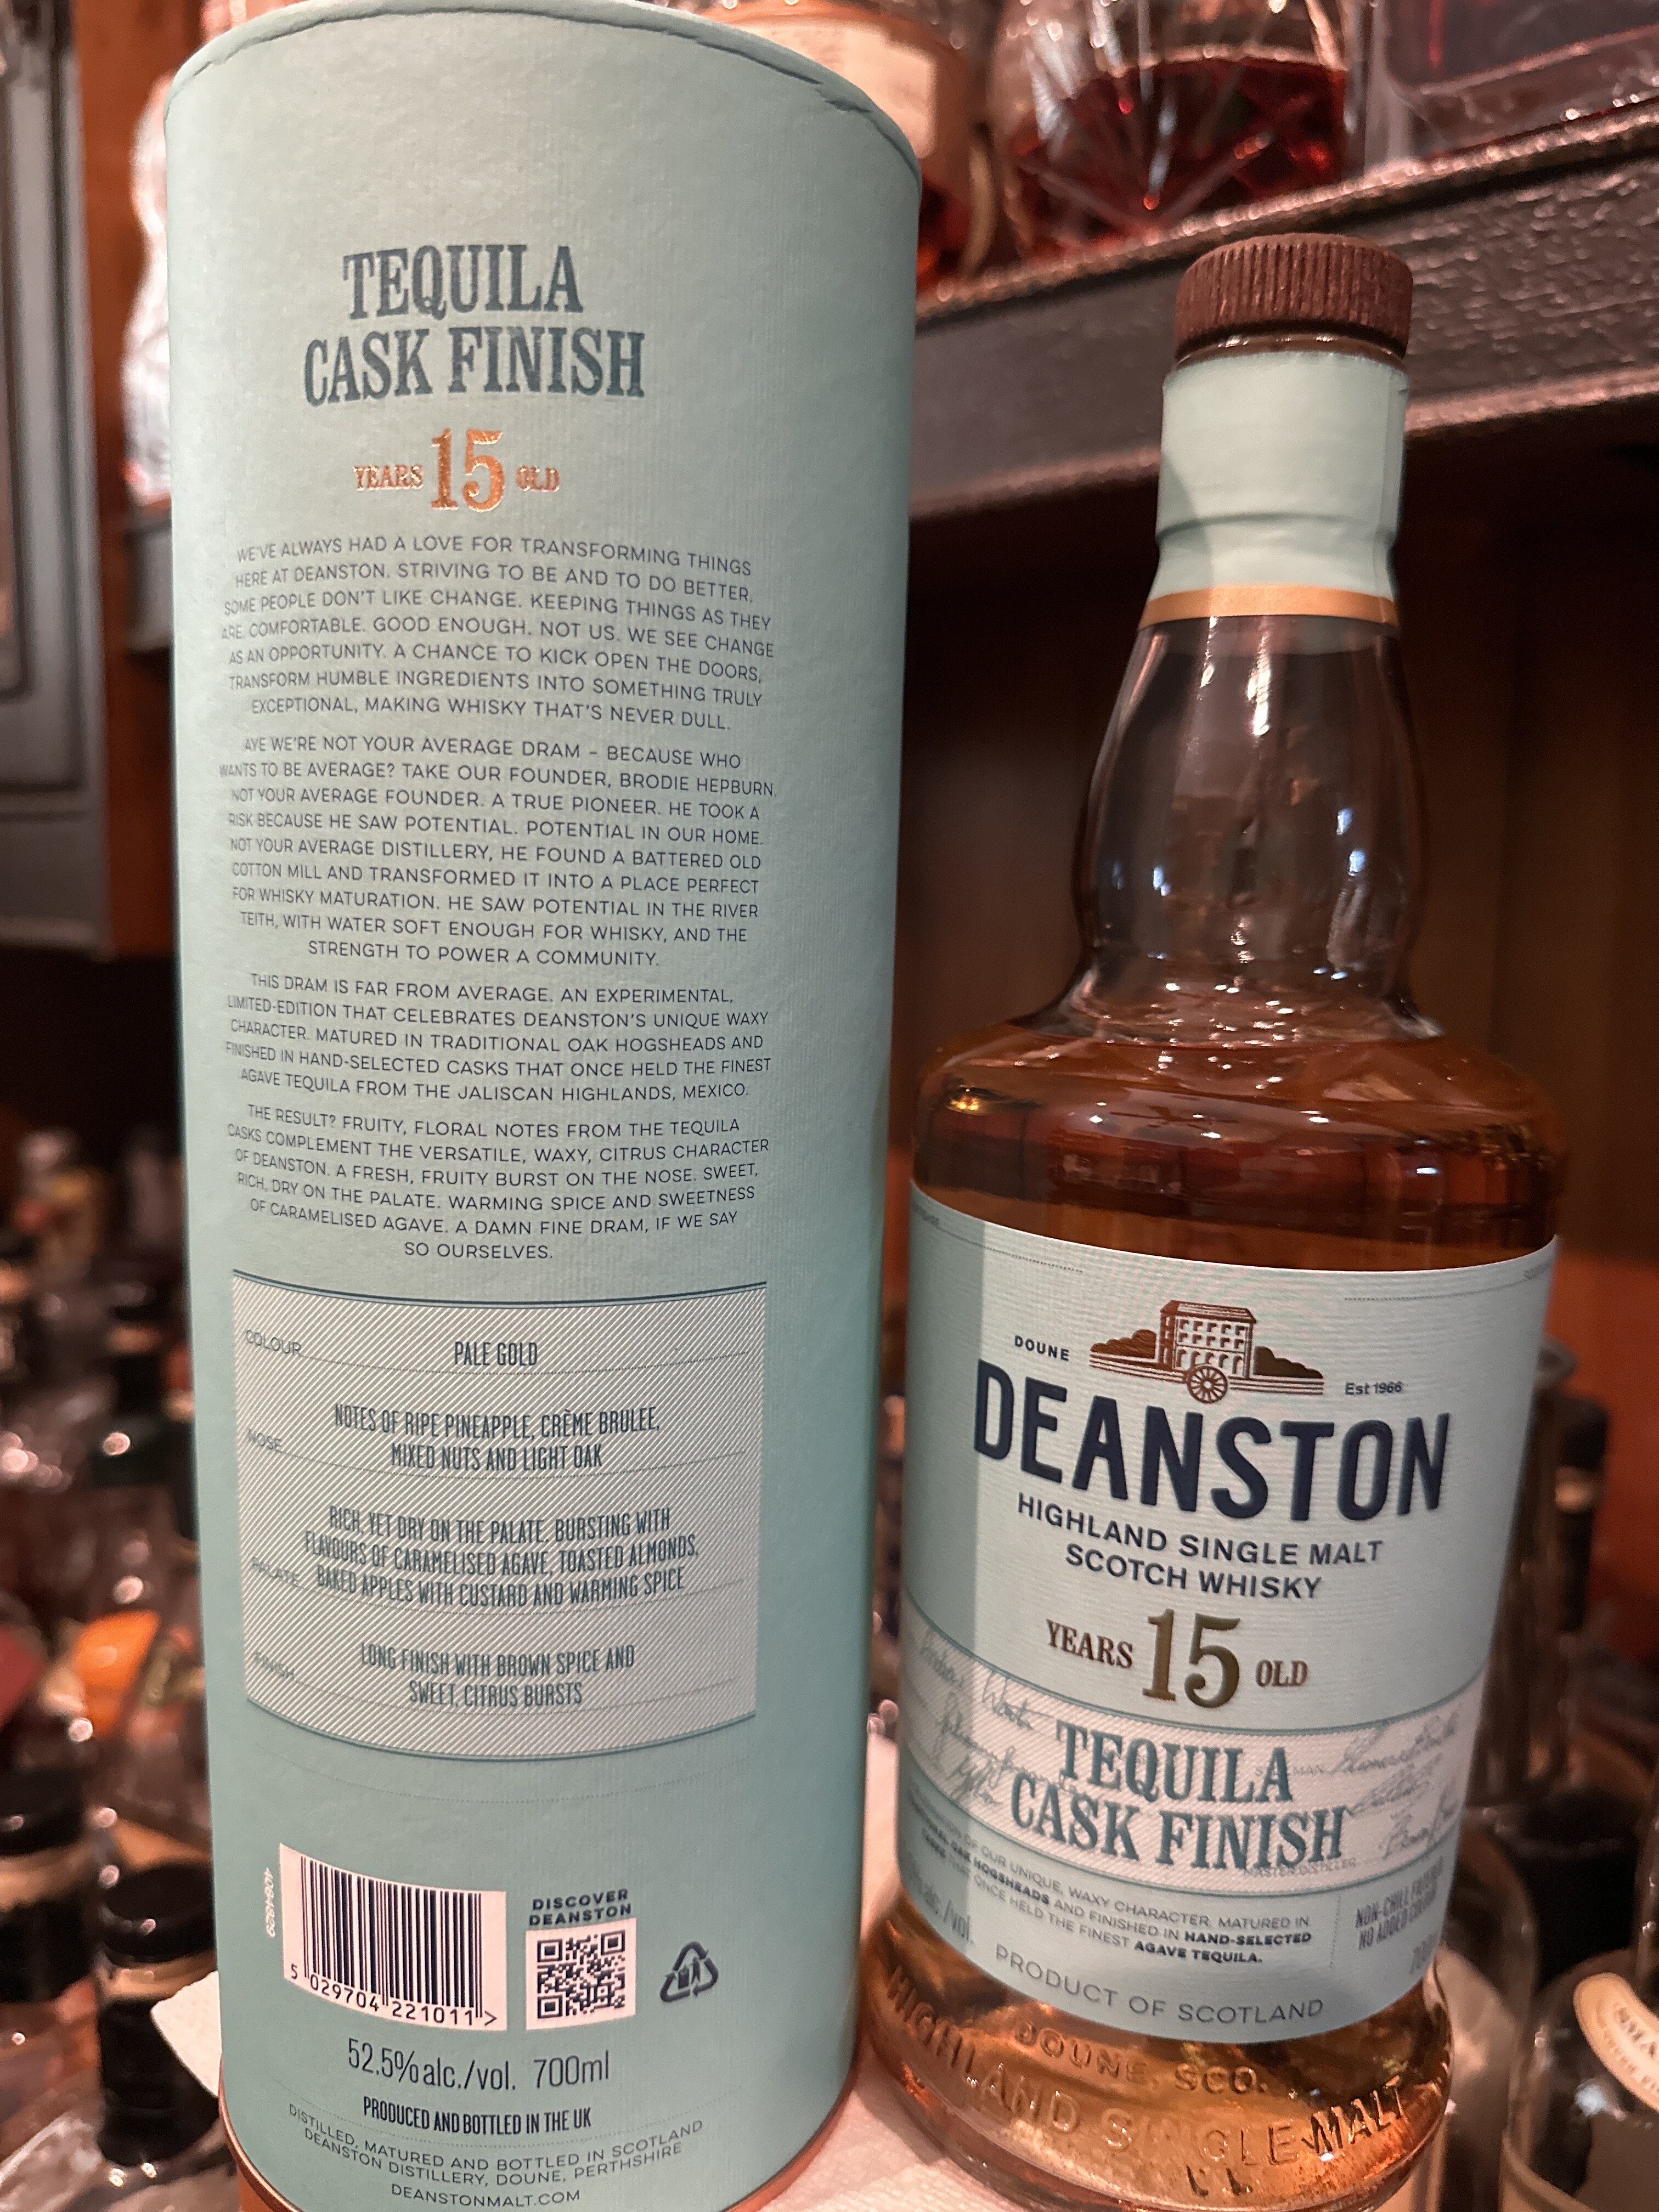 TEQUILA
CASK FINISH
YEARS 15 OLD
WE'VE ALWAYS HAD A LOVE FOR TRANSFORMING THINGS
HERE AT DEANSTON. STRIVING TO BE AND TO DO BETTER.
SOME PEOPLE DON'T LIKE CHANGE. KEEPING THINGS AS THEY
ARE. COMFORTABLE. GOOD ENOUGH. NOT US. WE SEE CHANGE
AS AN OPPORTUNITY. A CHANCE TO KICK OPEN THE DOORS,
TRANSFORM HUMBLE INGREDIENTS INTO SOMETHING TRULY
EXCEPTIONAL, MAKING WHISKY THAT'S NEVER DULL.
AYE WE'RE NOT YOUR AVERAGE DRAM – BECAUSE WHO
WANTS TO BE AVERAGE? TAKE OUR FOUNDER, BRODIE HEPBURN.
NOT YOUR AVERAGE FOUNDER. A TRUE PIONEER. HE TOOK A
RISK BECAUSE HE SAW POTENTIAL. POTENTIAL IN OUR HOME.
NOT YOUR AVERAGE DISTILLERY, HE FOUND A BATTERED OLD
COTTON MILL AND TRANSFORMED IT INTO A PLACE PERFECT
FOR WHISKY MATURATION. HE SAW POTENTIAL IN THE RIVER
TEITH, WITH WATER SOFT ENOUGH FOR WHISKY, AND THE
STRENGTH TO POWER A COMMUNITY.
THIS DRAM IS FAR FROM AVERAGE. AN EXPERIMENTAL,
LIMITED-EDITION THAT CELEBRATES DEANSTON'S UNIQUE WAXY
CHARACTER. MATURED IN TRADITIONAL OAK HOGSHEADS AND
FINISHED IN HAND-SELECTED CASKS THAT ONCE HELD THE FINEST
AGAVE TEQUILA FROM THE JALISCAN HIGHLANDS, MEXICO.
THE RESULT? FRUITY, FLORAL NOTES FROM THE TEQUILA
CASKS COMPLEMENT THE VERSATILE, WAXY, CITRUS CHARACTER
OF DEANSTON. A FRESH, FRUITY BURST ON THE NOSE. SWEET,
RICH, DRY ON THE PALATE. WARMING SPICE AND SWEETNESS
OF CARAMELISED AGAVE. A DAMN FINE DRAM, IF WE SAY
SO OURSELVES.
COLOUR PALE GOLD
NOTES OF RIPE PINEAPPLE, CRÈME BRULEE,
NOSE MIXED NUTS AND LIGHT OAK
RICH, YET DRY ON THE PALATE. BURSTING WITH
FLAVOURS OF CARAMELISED AGAVE, TOASTED ALMONDS,
PALATE BAKED APPLES WITH CUSTARD AND WARMING SPICE
LONG FINISH WITH BROWN SPICE AND
FINISH SWEET, CITRUS BURSTS
5 029704 221011 >
DISCOVER
DEANSTON
52.5%alc./vol. 700ml
PRODUCED AND BOTTLED IN THE UK
DISTILLED, MATURED AND BOTTLED IN SCOTLAND
DEANSTON DISTILLERY, DOUNE, PERTHSHIRE
DEANSTONMALT.COM
DOUNE
Est 1966
DEANSTON
HIGHLAND SINGLE MALT
SCOTCH WHISKY
YEARS 15 OLD
TEQUILA
CASK FINISH
OF OUR UNIQUE, WAXY CHARACTER. MATURED IN
OAK HOGSHEADS AND FINISHED IN HAND-SELECTED
THAT ONCE HELD THE FINEST AGAVE TEQUILA.
alc./vol.
NON-CHILL
NO ADDED
PRODUCT OF SCOTLAND
DOUNE, SCO.
HIGHLAND SINGLE MALT